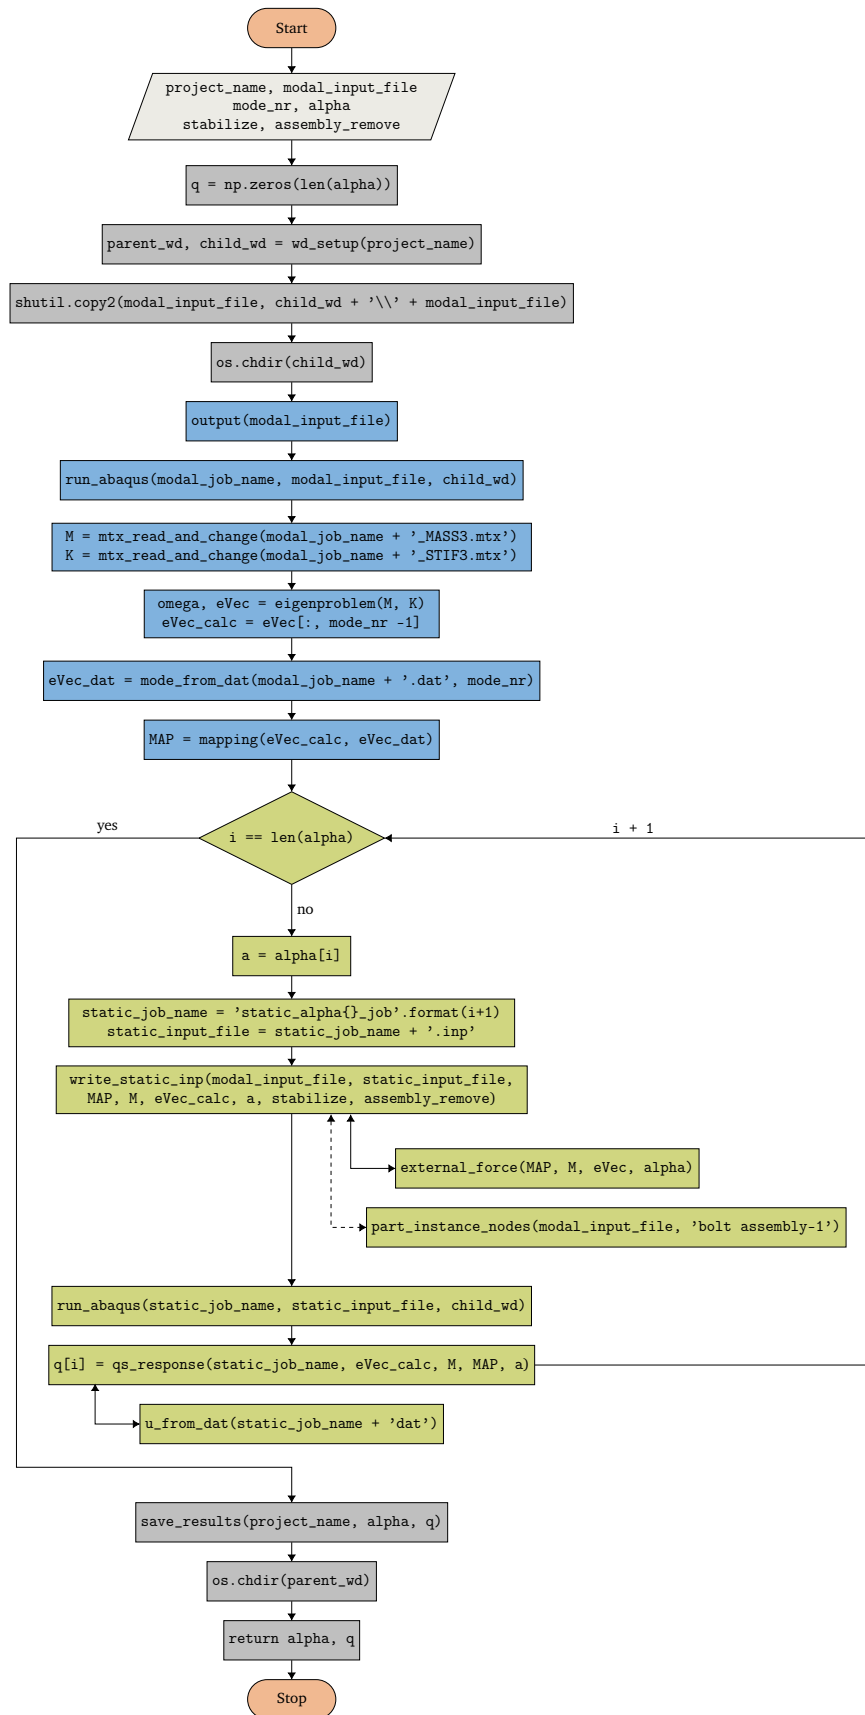 Start
project_name, modal_input_file
mode_nr, alpha
stabilize, assembly_remove
q = np.zeros(len(alpha))
parent_wd, child_wd = wd_setup(project_name)
shutil.copy2(modal_input_file, child_wd + ’\\’ + modal_input_file)
os.chdir(child_wd)
output(modal_input_file)
run_abaqus(modal_job_name, modal_input_file, child_wd)
M = mtx_read_and_change(modal_job_name + ’_MASS3.mtx’)
K = mtx_read_and_change(modal_job_name + ’_STIF3.mtx’)
omega, eVec = eigenproblem(M, K)
eVec_calc = eVec[:, mode_nr -1]
eVec_dat = mode_from_dat(modal_job_name + ’.dat’, mode_nr)
MAP = mapping(eVec_calc, eVec_dat)
yes
i + 1
i == len(alpha)
no
a = alpha[i]
static_job_name = ’static_alpha{}_job’.format(i+1)
static_input_file = static_job_name + ’.inp’
write_static_inp(modal_input_file, static_input_file,
MAP, M, eVec_calc, a, stabilize, assembly_remove)
external_force(MAP, M, eVec, alpha)
part_instance_nodes(modal_input_file, ’bolt assembly-1’)
run_abaqus(static_job_name, static_input_file, child_wd)
q[i] = qs_response(static_job_name, eVec_calc, M, MAP, a)
u_from_dat(static_job_name + ’dat’)
save_results(project_name, alpha, q)
os.chdir(parent_wd)
return alpha, q
Stop